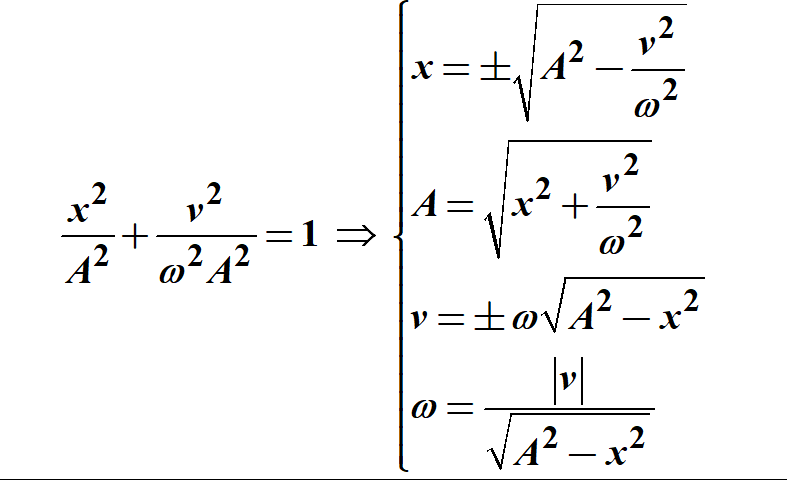 x = ±√(A² − v²/ω²)
A = √(x² + v²/ω²)
x²/A² + v²/(ω²A²) = 1 ⇒
v = ±ω√(A² − x²)
ω = |v|/√(A² − x²)